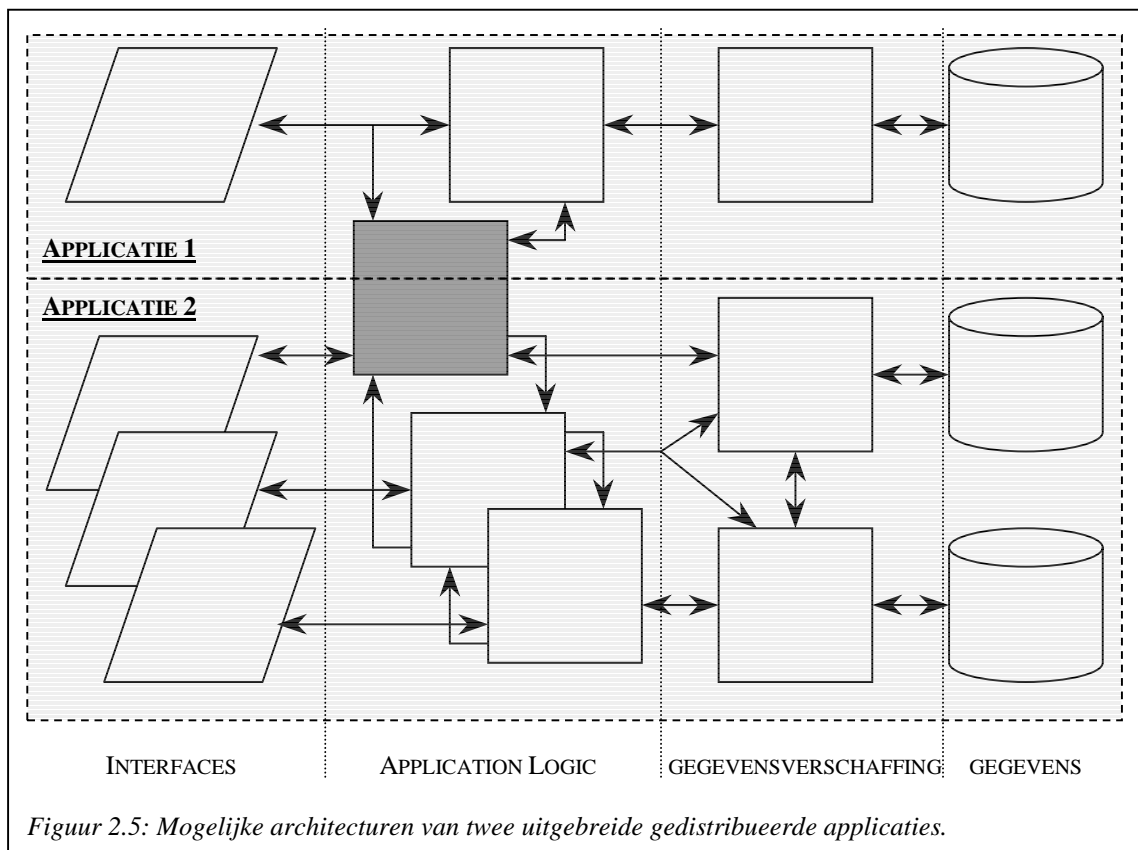 APPLICATIE 1
APPLICATIE 2
INTERFACES
APPLICATION LOGIC
GEGEVENSVERSCHAFFING
GEGEVENS
Figuur 2.5: Mogelijke architecturen van twee uitgebreide gedistribueerde applicaties.